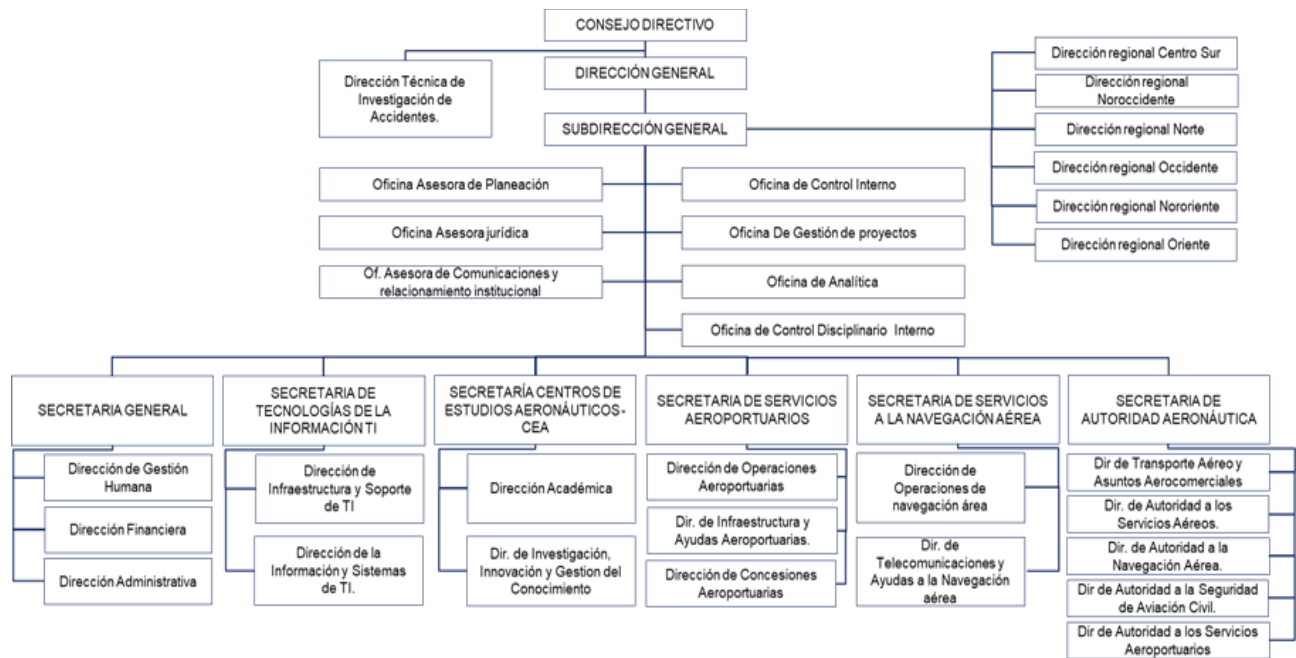 CONSEJO DIRECTIVO
Dirección Técnica de
Investigación de
Accidentes.
DIRECCIÓN GENERAL
SUBDIRECCIÓN GENERAL
Dirección regional Centro Sur
Dirección regional
Noroccidente
Dirección regional Norte
Dirección regional Occidente
Dirección regional Nororiente
Dirección regional Oriente
Oficina Asesora de Planeación
Oficina de Control Interno
Oficina Asesora jurídica
Oficina De Gestión de proyectos
Of. Asesora de Comunicaciones y
relacionamiento institucional
Oficina de Analítica
Oficina de Control Disciplinario Interno
SECRETARIA GENERAL
Dirección de Gestión
Humana
Dirección Financiera
Dirección Administrativa
SECRETARIA DE
TECNOLOGÍAS DE LA
INFORMACIÓN TI
Dirección de
Infraestructura y Soporte
de TI
Dirección de la
Información y Sistemas
de TI.
SECRETARÍA CENTROS DE
ESTUDIOS AERONÁUTICOS-
CEA
Dirección Académica
Dir. de Investigación,
Innovación y Gestion del
Conocimiento
SECRETARIA DE SERVICIOS
AEROPORTUARIOS
Dirección de Operaciones
Aeroportuarias
Dir. de Infraestructura y
Ayudas Aeroportuarias.
Dirección de Concesiones
Aeroportuarias
SECRETARIA DE SERVICIOS
A LA NAVEGACIÓN AÉREA
Dirección de
Operaciones de
navegación área
Dir. de
Telecomunicaciones y
Ayudas a la Navegación
aérea
SECRETARIA DE
AUTORIDAD AERONÁUTICA
Dir de Transporte Aéreo y
Asuntos Aerocomerciales
Dir. de Autoridad a los
Servicios Aéreos.
Dir. de Autoridad a la
Navegación Aérea.
Dir de Autoridad a la Seguridad
de Aviación Civil.
Dir de Autoridad a los Servicios
Aeroportuarios